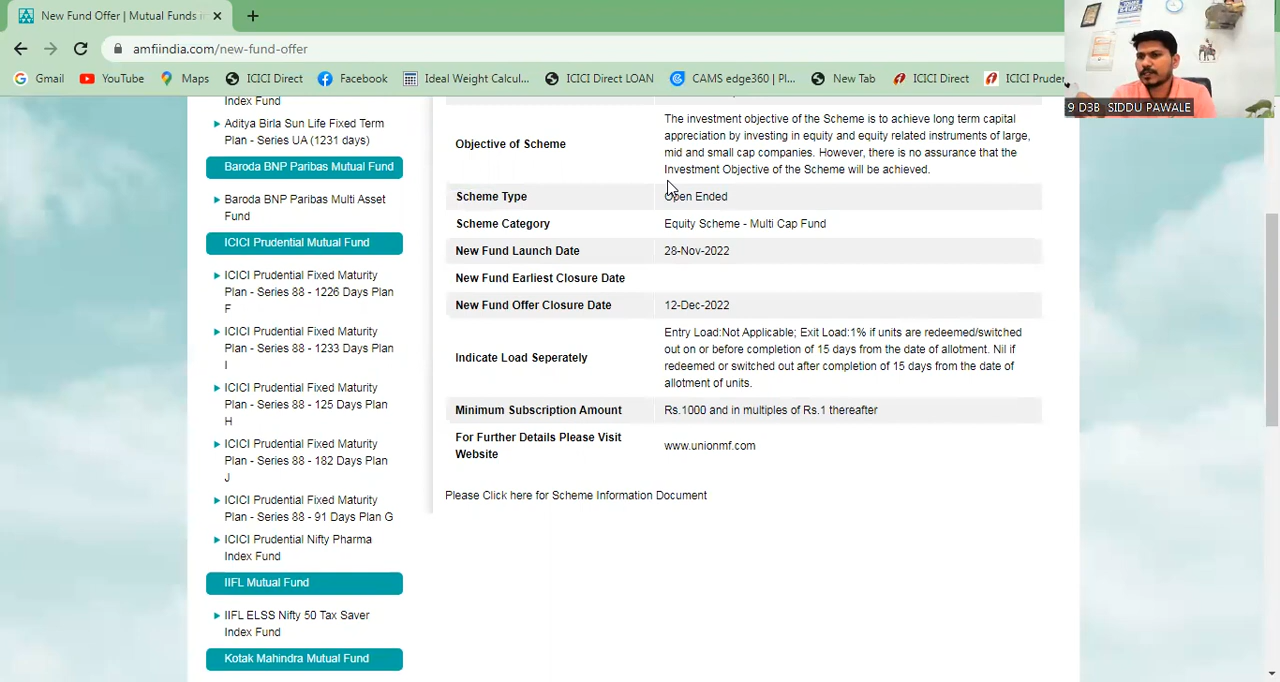 New Fund Offer | Mutual Funds in
amfiindia.com/new-fund-offer
Gmail
YouTube
Maps
ICICI Direct
Facebook
Ideal Weight Calcul...
ICICI Direct LOAN
CAMS edge360 | Pl...
New Tab
ICICI Direct
ICICI Pruden
9 D3B SIDDU PAWALE
Index Fund
Aditya Birla Sun Life Fixed Term
Plan - Series UA (1231 days)
Baroda BNP Paribas Mutual Fund
Baroda BNP Paribas Multi Asset
Fund
ICICI Prudential Mutual Fund
ICICI Prudential Fixed Maturity
Plan - Series 88 - 1226 Days Plan
F
ICICI Prudential Fixed Maturity
Plan - Series 88 - 1233 Days Plan
I
ICICI Prudential Fixed Maturity
Plan - Series 88 - 125 Days Plan
H
ICICI Prudential Fixed Maturity
Plan - Series 88 - 182 Days Plan
J
ICICI Prudential Fixed Maturity
Plan - Series 88 - 91 Days Plan G
ICICI Prudential Nifty Pharma
Index Fund
IIFL Mutual Fund
IIFL ELSS Nifty 50 Tax Saver
Index Fund
Kotak Mahindra Mutual Fund
Objective of Scheme
The investment objective of the Scheme is to achieve long term capital
appreciation by investing in equity and equity related instruments of large,
mid and small cap companies. However, there is no assurance that the
Investment Objective of the Scheme will be achieved.
Scheme Type
Open Ended
Scheme Category
Equity Scheme - Multi Cap Fund
New Fund Launch Date
28-Nov-2022
New Fund Earliest Closure Date
New Fund Offer Closure Date
12-Dec-2022
Indicate Load Seperately
Entry Load:Not Applicable; Exit Load:1% if units are redeemed/switched
out on or before completion of 15 days from the date of allotment. Nil if
redeemed or switched out after completion of 15 days from the date of
allotment of units.
Minimum Subscription Amount
Rs.1000 and in multiples of Rs.1 thereafter
For Further Details Please Visit
Website
www.unionmf.com
Please Click here for Scheme Information Document